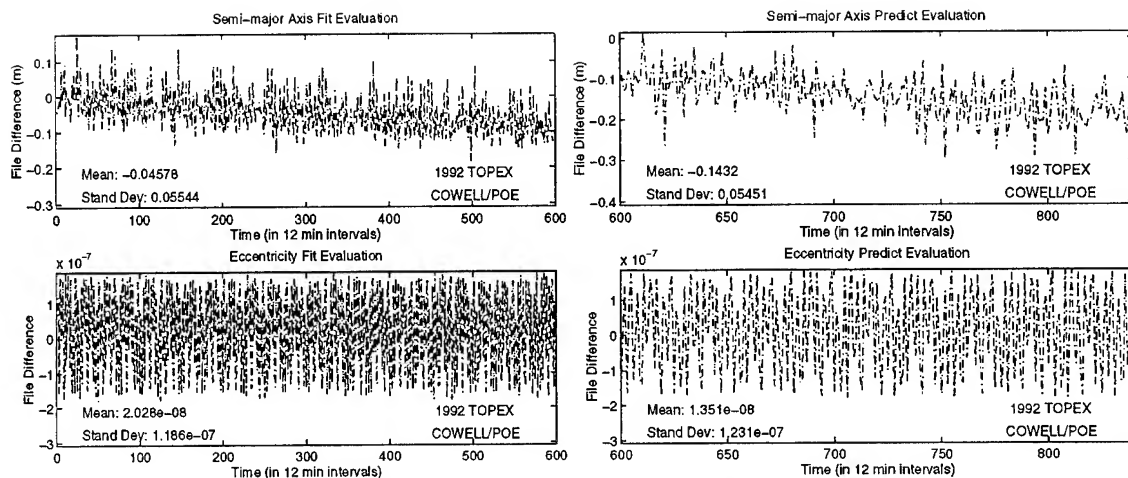 Semi-major Axis Fit Evaluation
File Difference (m)
0.1
0
-0.1
-0.2
-0.3
Mean: -0.04578
Stand Dev: 0.05544
1992 TOPEX
COWELL/POE
0 100 200 300 400 500 600
Time (in 12 min intervals)
Semi-major Axis Predict Evaluation
File Difference (m)
0
-0.1
-0.2
-0.3
-0.4
Mean: -0.1432
Stand Dev: 0.05451
1992 TOPEX
COWELL/POE
600 650 700 750 800
Time (in 12 min intervals)
Eccentricity Fit Evaluation
x 10^-7
File Difference
1
0
-1
-2
-3
Mean: 2.028e-08
Stand Dev: 1.186e-07
1992 TOPEX
COWELL/POE
0 100 200 300 400 500 600
Time (in 12 min intervals)
Eccentricity Predict Evaluation
x 10^-7
File Difference
1
0
-1
-2
-3
Mean: 1.351e-08
Stand Dev: 1.231e-07
1992 TOPEX
COWELL/POE
600 650 700 750 800
Time (in 12 min intervals)